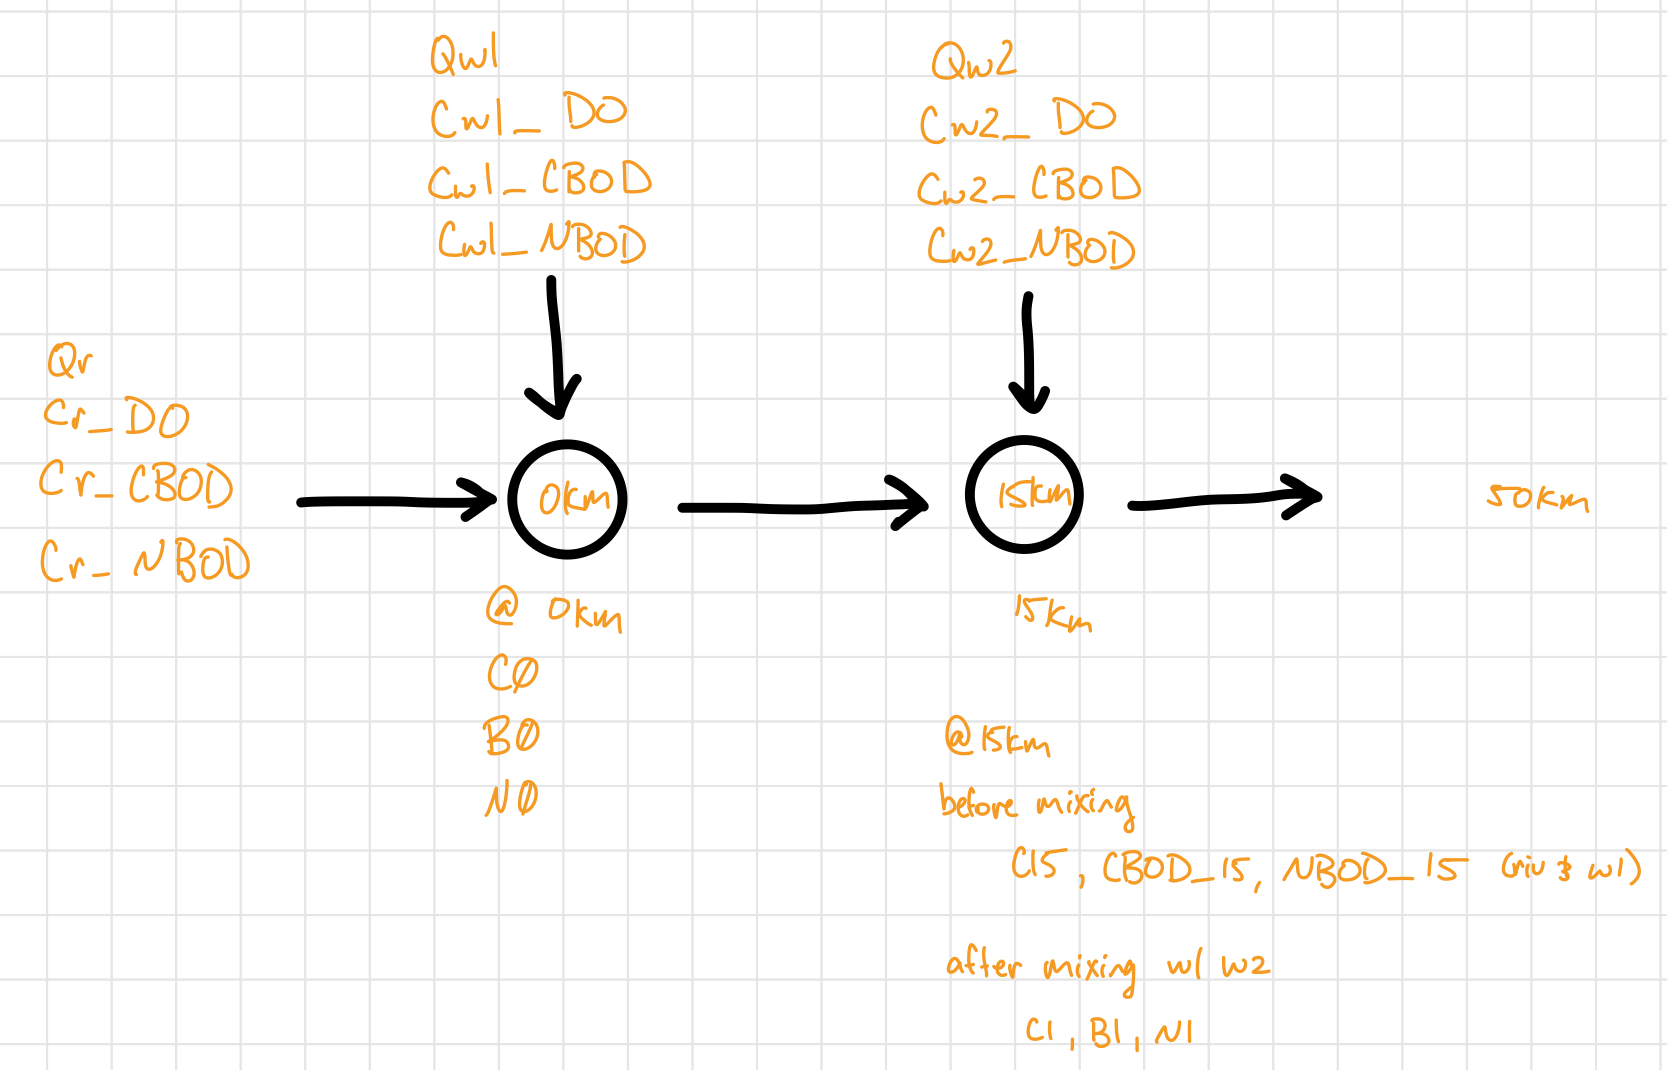 Qw1
Cw1_ DO
Cw1_ CBOD
Cw1_ NBOD
Qw2
Cw2_ DO
Cw2_ CBOD
Cw2_NBOD
Qr
Cr_ DO
Cr_ CBOD
Cr_ NBOD
0km
15km
50km
@ 0km
C0
B0
N0
15km
@15km
before mixing
C15, CBOD_15, NBOD_15 (riv & w1)
after mixing w/ w2
C1, B1, N1